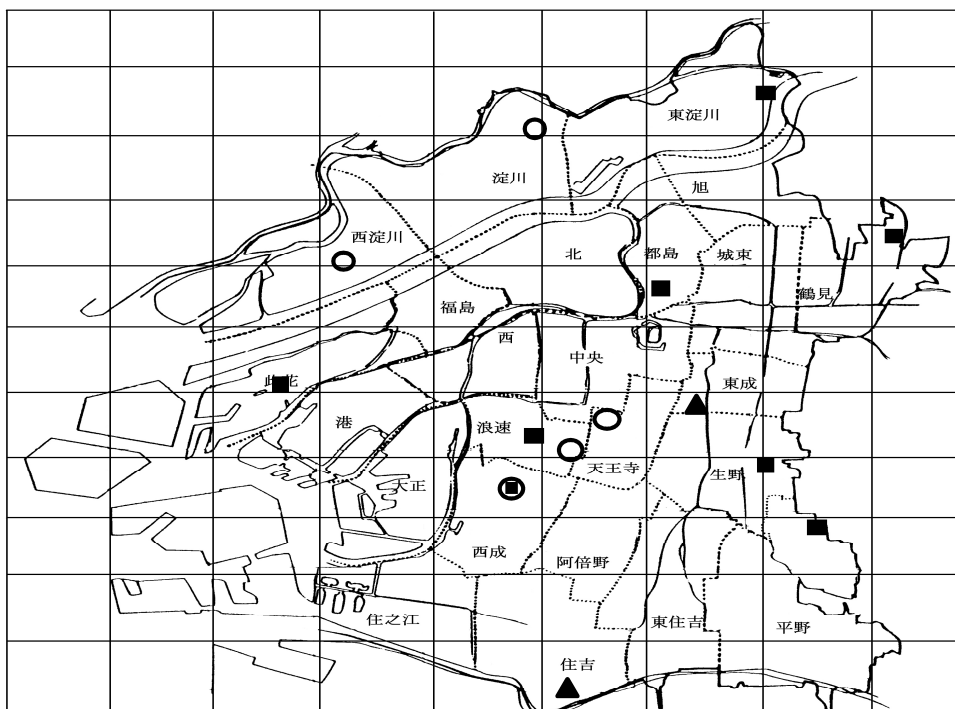 東淀川
淀川
旭
西淀川
北
都島
城東
鶴見
福島
西
中央
此花
東成
港
浪速
天王寺
生野
大正
西成
阿倍野
住之江
東住吉
平野
住吉